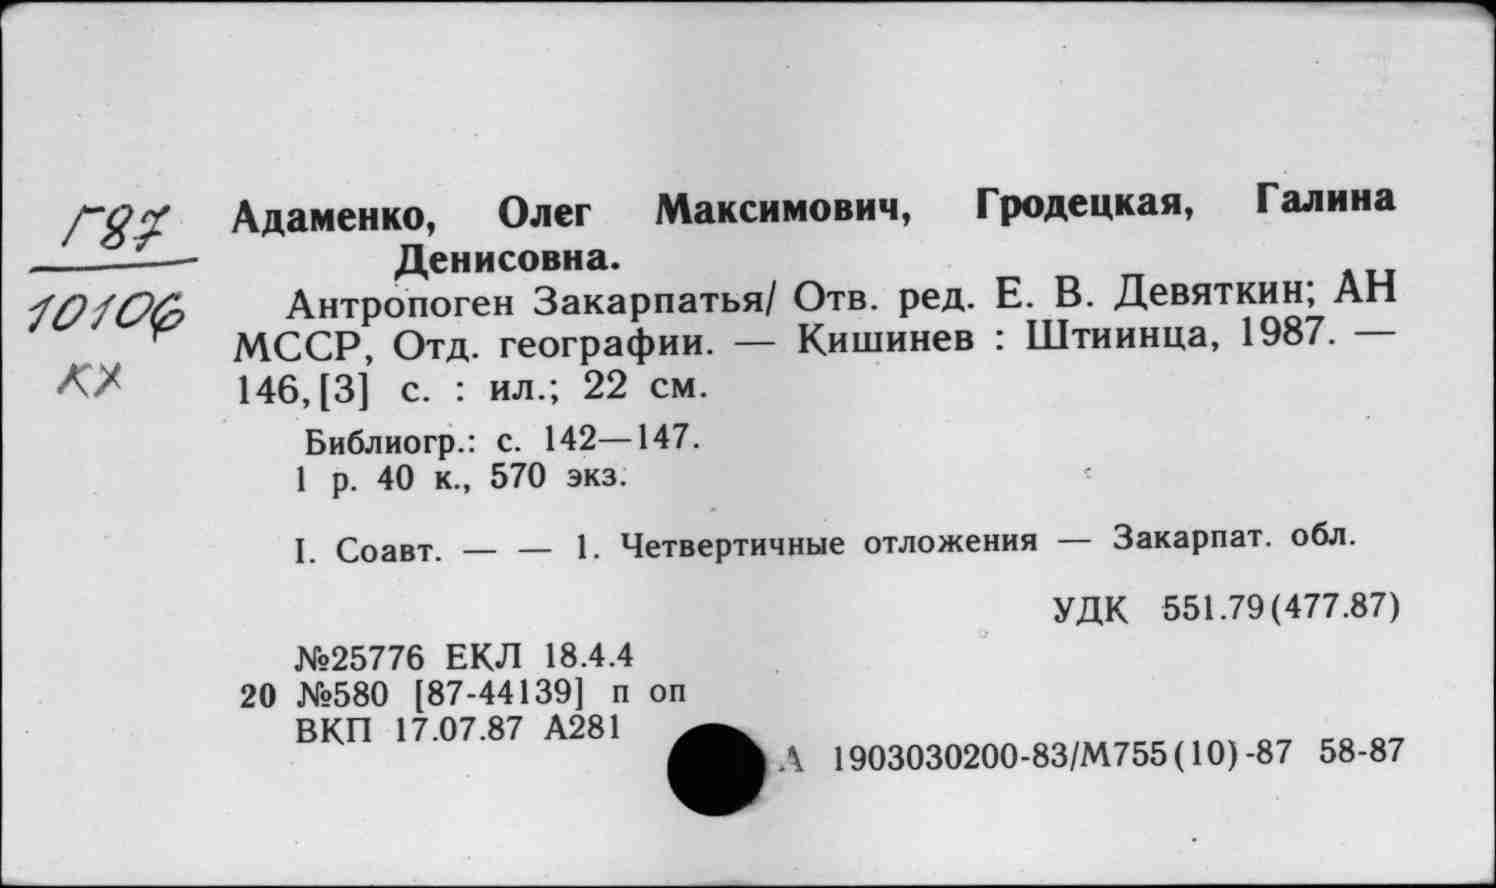 Г87
10106
КХ
Адаменко, Олег Максимович, Гродецкая, Галина
Денисовна.
Антропоген Закарпатья/ Отв. ред. Е. В. Девяткин; АН
МССР, Отд. географии. — Кишинев : Штиинца, 1987. —
146,[3] с. : ил.; 22 см.
Библиогр.: с. 142—147.
1 р. 40 к., 570 экз.
I. Соавт. — — 1. Четвертичные отложения — Закарпат. обл.
УДК 551.79(477.87)
№25776 ЕКЛ 18.4.4
20 №580 [87-44139] п оп
ВКП 17.07.87 А281
А 1903030200-83/М755(10)-87 58-87